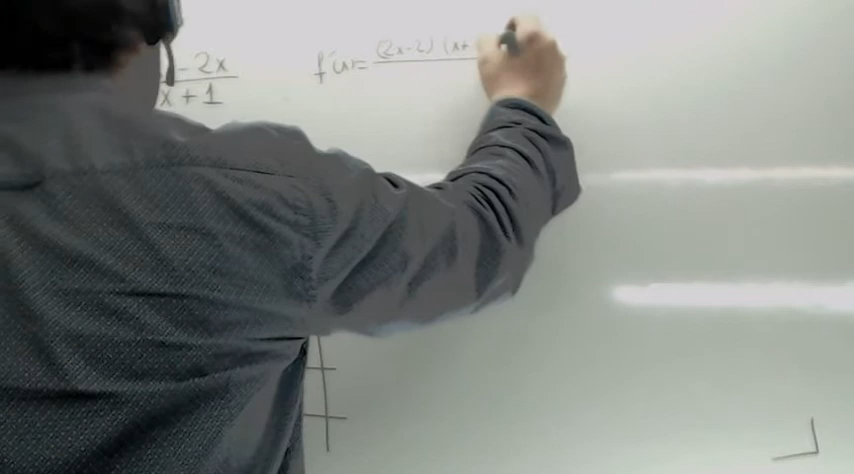 - 2x
x + 1
f'(x)= (2x-2) (x+